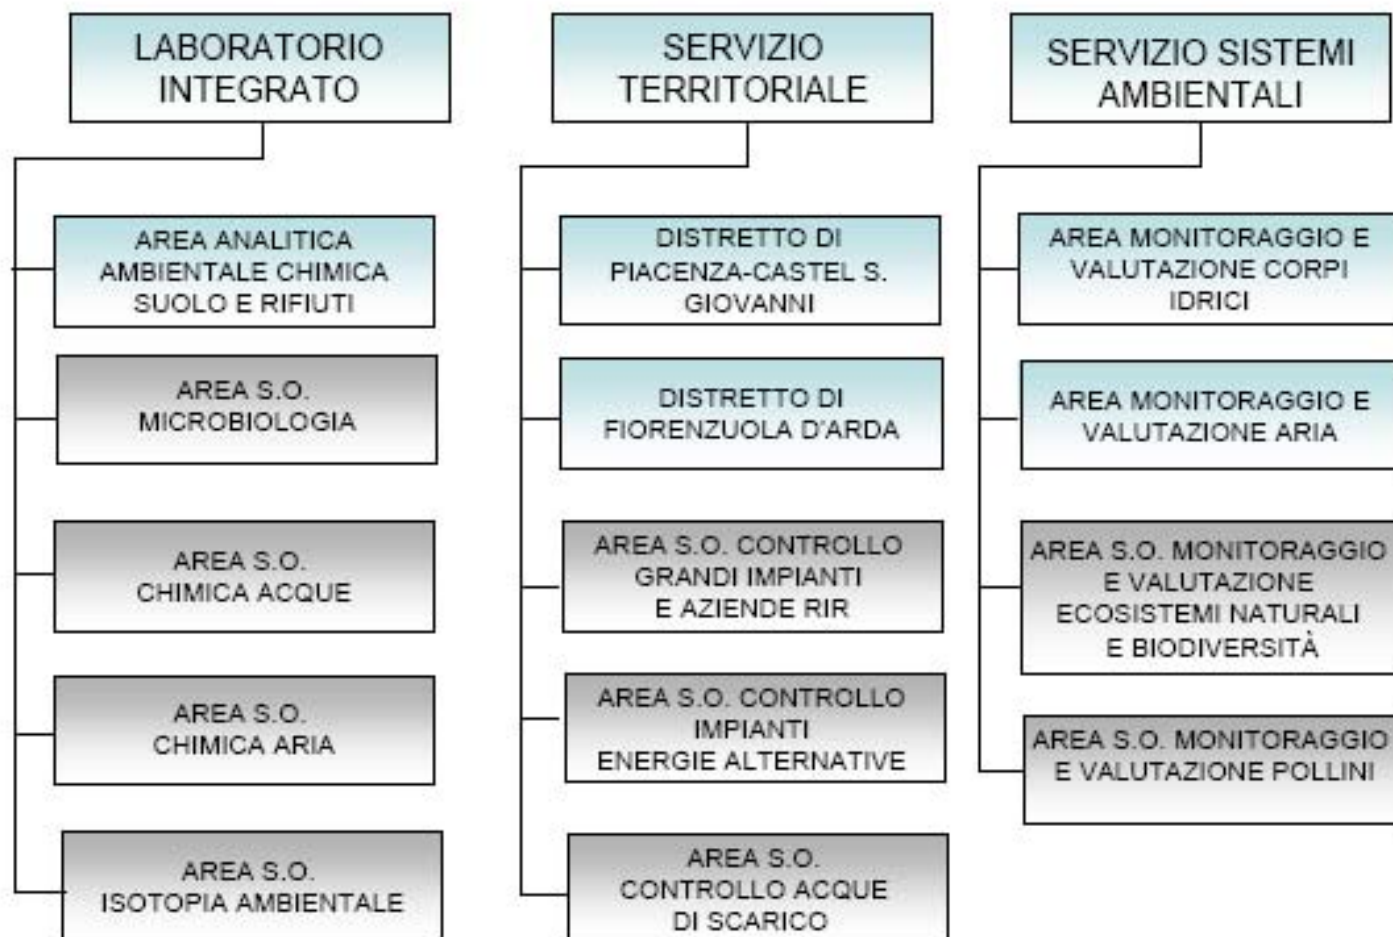 LABORATORIO
INTEGRATO
AREA ANALITICA
AMBIENTALE CHIMICA
SUOLO E RIFIUTI
AREA S.O.
MICROBIOLOGIA
AREA S.O.
CHIMICA ACQUE
AREA S.O.
CHIMICA ARIA
AREA S.O.
ISOTOPIA AMBIENTALE
SERVIZIO
TERRITORIALE
DISTRETTO DI
PIACENZA-CASTEL S.
GIOVANNI
DISTRETTO DI
FIORENZUOLA D'ARDA
AREA S.O. CONTROLLO
GRANDI IMPIANTI
E AZIENDE RIR
AREA S.O. CONTROLLO
IMPIANTI
ENERGIE ALTERNATIVE
AREA S.O.
CONTROLLO ACQUE
DI SCARICO
SERVIZIO SISTEMI
AMBIENTALI
AREA MONITORAGGIO E
VALUTAZIONE CORPI
IDRICI
AREA MONITORAGGIO E
VALUTAZIONE ARIA
AREA S.O. MONITORAGGIO
E VALUTAZIONE
ECOSISTEMI NATURALI
E BIODIVERSITÀ
AREA S.O. MONITORAGGIO
E VALUTAZIONE POLLINI